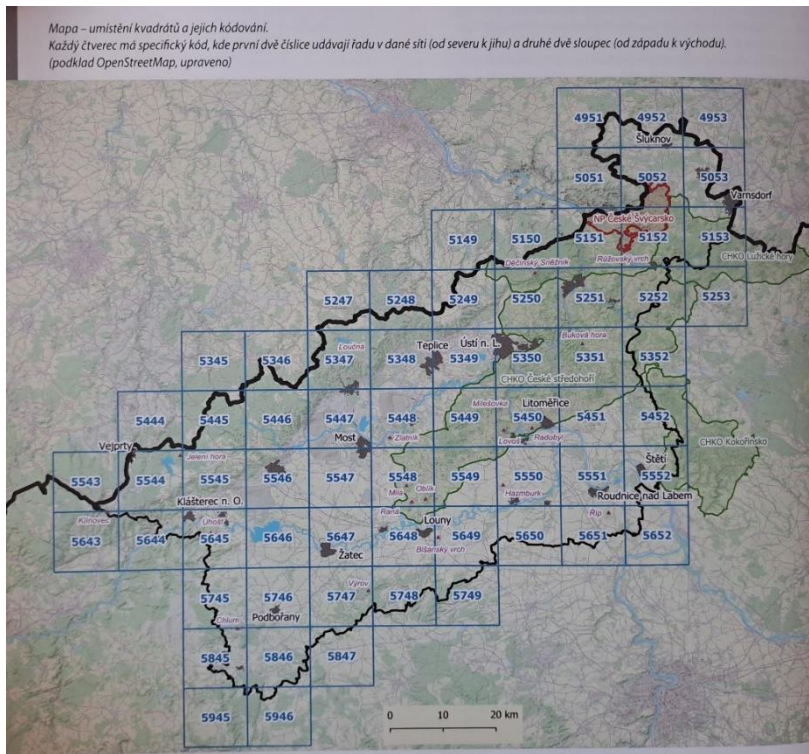 Mapa – umístění kvadrátů a jejich kódování.
Každý čtverec má specifický kód, kde první dvě číslice udávají řadu v dané síti (od severu k jihu) a druhé dvě sloupec (od západu k východu).
(podklad OpenStreetMap, upraveno)
4951 4952 4953
Šluknov
5051 5052 5053
Varnsdorf
NP České Švýcarsko
5149 5150 5151 5152 5153
Růžovský vrch
CHKO Lužické hory
Děčínský Sněžník
5247 5248 5249 5250 5251 5252 5253
Loučná
Teplice
Ústí n. L.
Buková hora
5345 5346 5347 5348 5349 5350 5351 5352
CHKO České středohoří
Milešovka
Litoměřice
5444 5445 5446 5447 5448 5449 5450 5451 5452
Vejprty
Most
Zlatník
Lovoš
Radobýl
CHKO Kokořínsko
Jelení hora
Štětí
5543 5544 5545 5546 5547 5548 5549 5550 5551 5552
Klášterec n. O.
Milá
Oblík
Hazmburk
Roudnice nad Labem
Klínovec
Úhošť
Raná
Louny
Říp
5643 5644 5645 5646 5647 5648 5649 5650 5651 5652
Žatec
Blšanský vrch
Výrov
5745 5746 5747 5748 5749
Podbořany
Chlum
5845 5846 5847
5945 5946
0 10 20 km